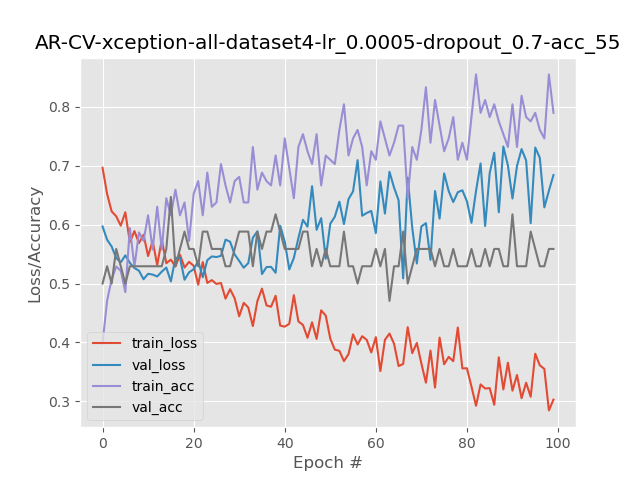 AR-CV-xception-all-dataset4-lr_0.0005-dropout_0.7-acc_55
Loss/Accuracy
0.8
0.7
0.6
0.5
0.4
0.3
train_loss
val_loss
train_acc
val_acc
0 20 40 60 80 100
Epoch #